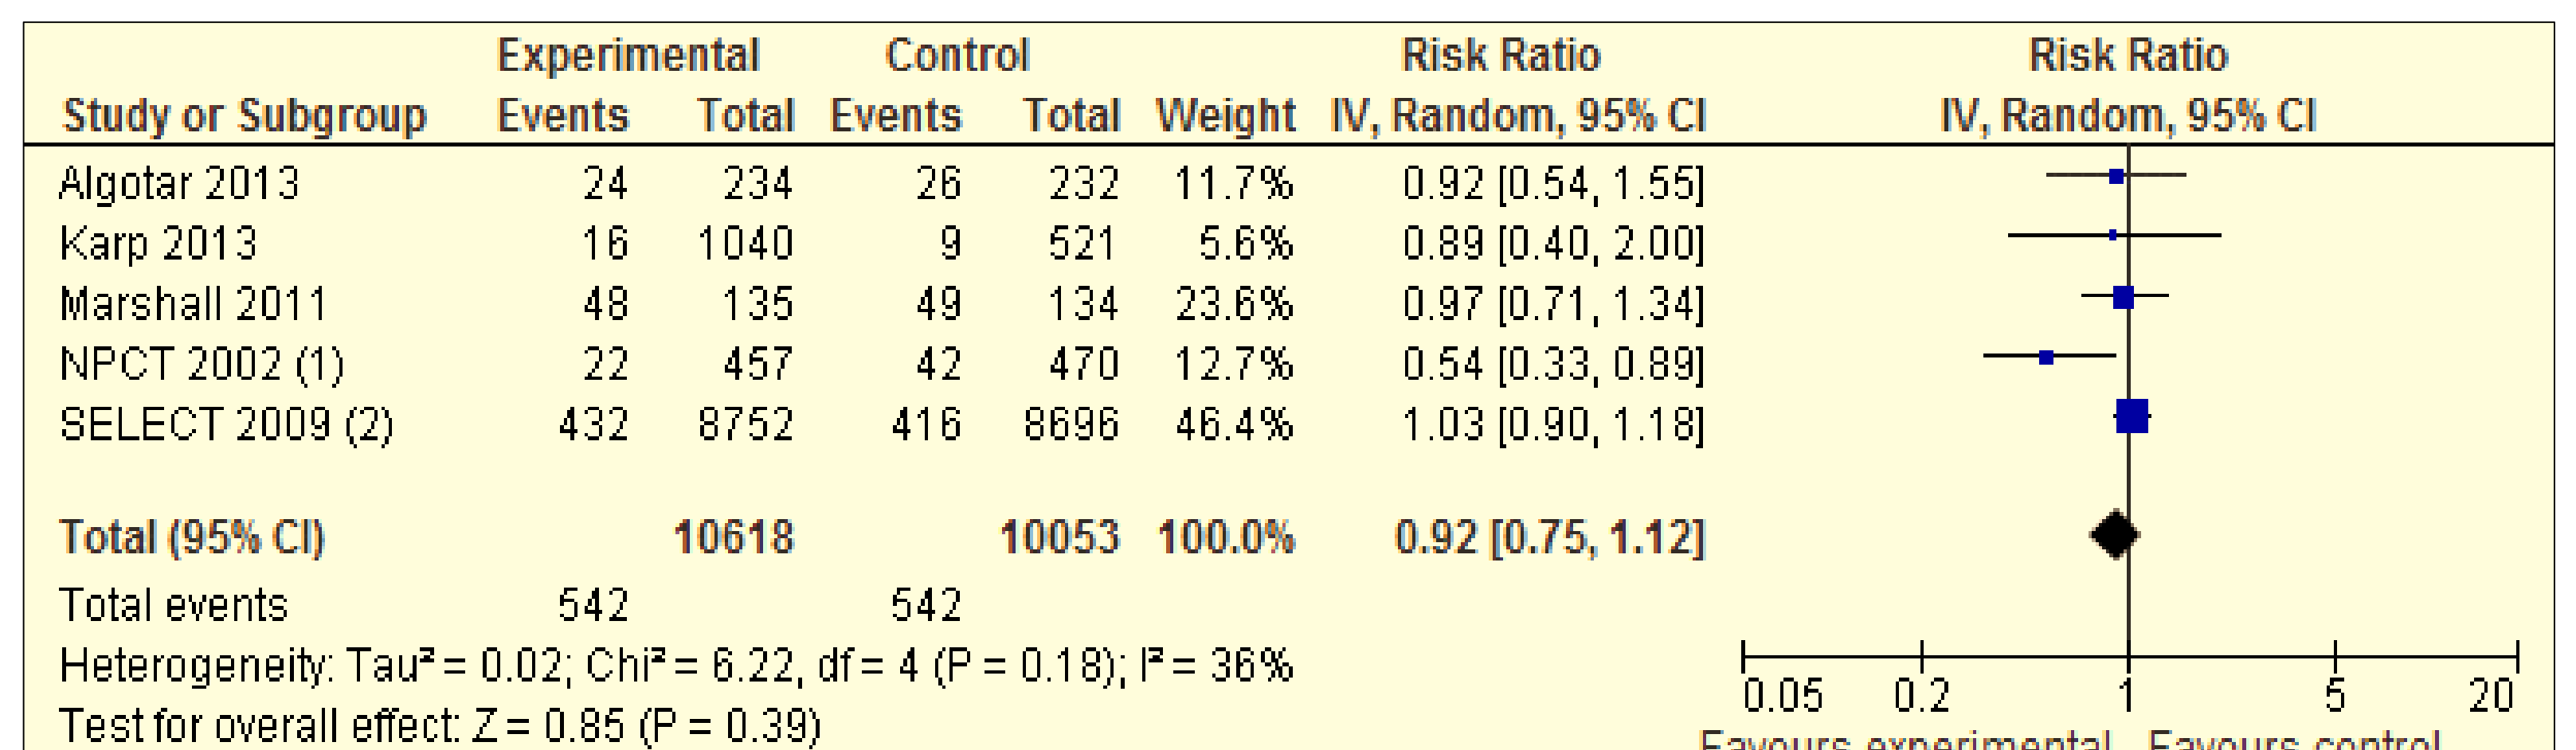 Experimental Control Risk Ratio Risk Ratio
Study or Subgroup Events Total Events Total Weight IV, Random, 95% CI IV, Random, 95% CI
Algotar 2013 24 234 26 232 11.7% 0.92 [0.54, 1.55]
Karp 2013 16 1040 9 521 5.6% 0.89 [0.40, 2.00]
Marshall 2011 48 135 49 134 23.6% 0.97 [0.71, 1.34]
NPCT 2002 (1) 22 457 42 470 12.7% 0.54 [0.33, 0.89]
SELECT 2009 (2) 432 8752 416 8696 46.4% 1.03 [0.90, 1.18]
Total (95% CI) 10618 10053 100.0% 0.92 [0.75, 1.12]
Total events 542 542
Heterogeneity: Tau² = 0.02; Chi² = 6.22, df = 4 (P = 0.18); I² = 36%
Test for overall effect: Z = 0.85 (P = 0.39)
0.05 0.2 1 5 20
Favours experimental Favours control